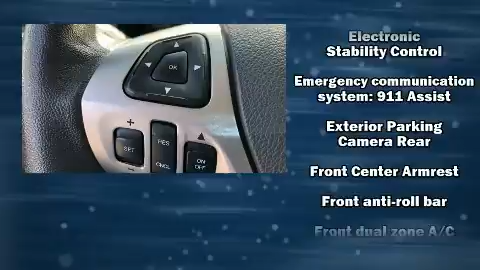 Electronic
Stability Control
Emergency communication
system: 911 Assist
Exterior Parking
Camera Rear
Front Center Armrest
Front anti-roll bar
Front dual zone A/C
OK
+
SET
-
RES
CNCL
ON
OFF